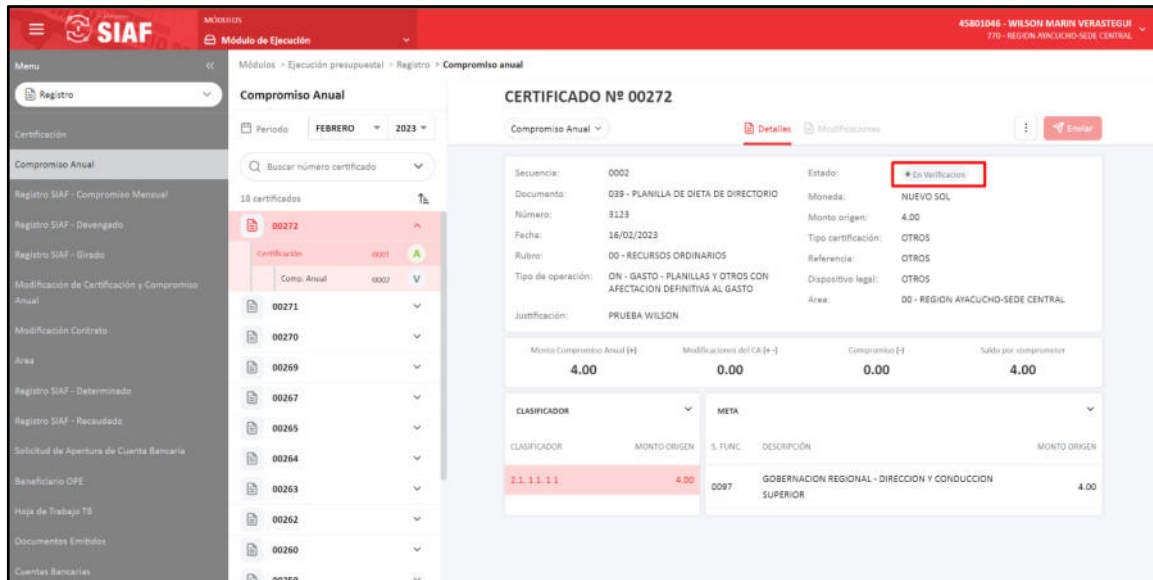 SIAF
MÓDULOS
Módulo de Ejecución
45801046 - WILSON MARIN VERASTEGUI
770 - REGION AYACUCHO-SEDE CENTRAL
Menu
Registro
Certificación
Compromiso Anual
Registro SIAF - Compromiso Mensual
Registro SIAF - Devengado
Registro SIAF - Girado
Modificación de Certificación y Compromiso
Anual
Modificación Contrato
Area
Registro SIAF - Determinado
Registro SIAF - Recaudado
Solicitud de Apertura de Cuenta Bancaria
Beneficiario OPE
Hoja de Trabajo TB
Documentos Emitidos
Cuentas Bancarias
Módulos > Ejecución presupuestal > Registro > Compromiso anual
Compromiso Anual
Periodo FEBRERO 2023
Buscar número certificado
18 certificados
00272
Certificación 0001 A
Comp. Anual 0002 V
00271
00270
00269
00267
00265
00264
00263
00262
00260
00259
CERTIFICADO Nº 00272
Compromiso Anual
Detalles
Modificaciones
Enviar
Secuencia: 0002
Documento: 039 - PLANILLA DE DIETA DE DIRECTORIO
Número: 3123
Fecha: 16/02/2023
Rubro: 00 - RECURSOS ORDINARIOS
Tipo de operación: ON - GASTO - PLANILLAS Y OTROS CON
AFECTACION DEFINITIVA AL GASTO
Justificación: PRUEBA WILSON
Estado: En Verificacion
Moneda: NUEVO SOL
Monto origen: 4.00
Tipo certificación: OTROS
Referencia: OTROS
Dispositivo legal: OTROS
Area: 00 - REGION AYACUCHO-SEDE CENTRAL
Monto Compromiso Anual (+) Modificaciones del CA (+-) Compromiso (-) Saldo por comprometer
4.00 0.00 0.00 4.00
CLASIFICADOR META
CLASIFICADOR MONTO ORIGEN S. FUNC. DESCRIPCIÓN MONTO ORIGEN
2.1. 1 1. 1 1 4.00
0097 GOBERNACION REGIONAL - DIRECCION Y CONDUCCION
SUPERIOR 4.00